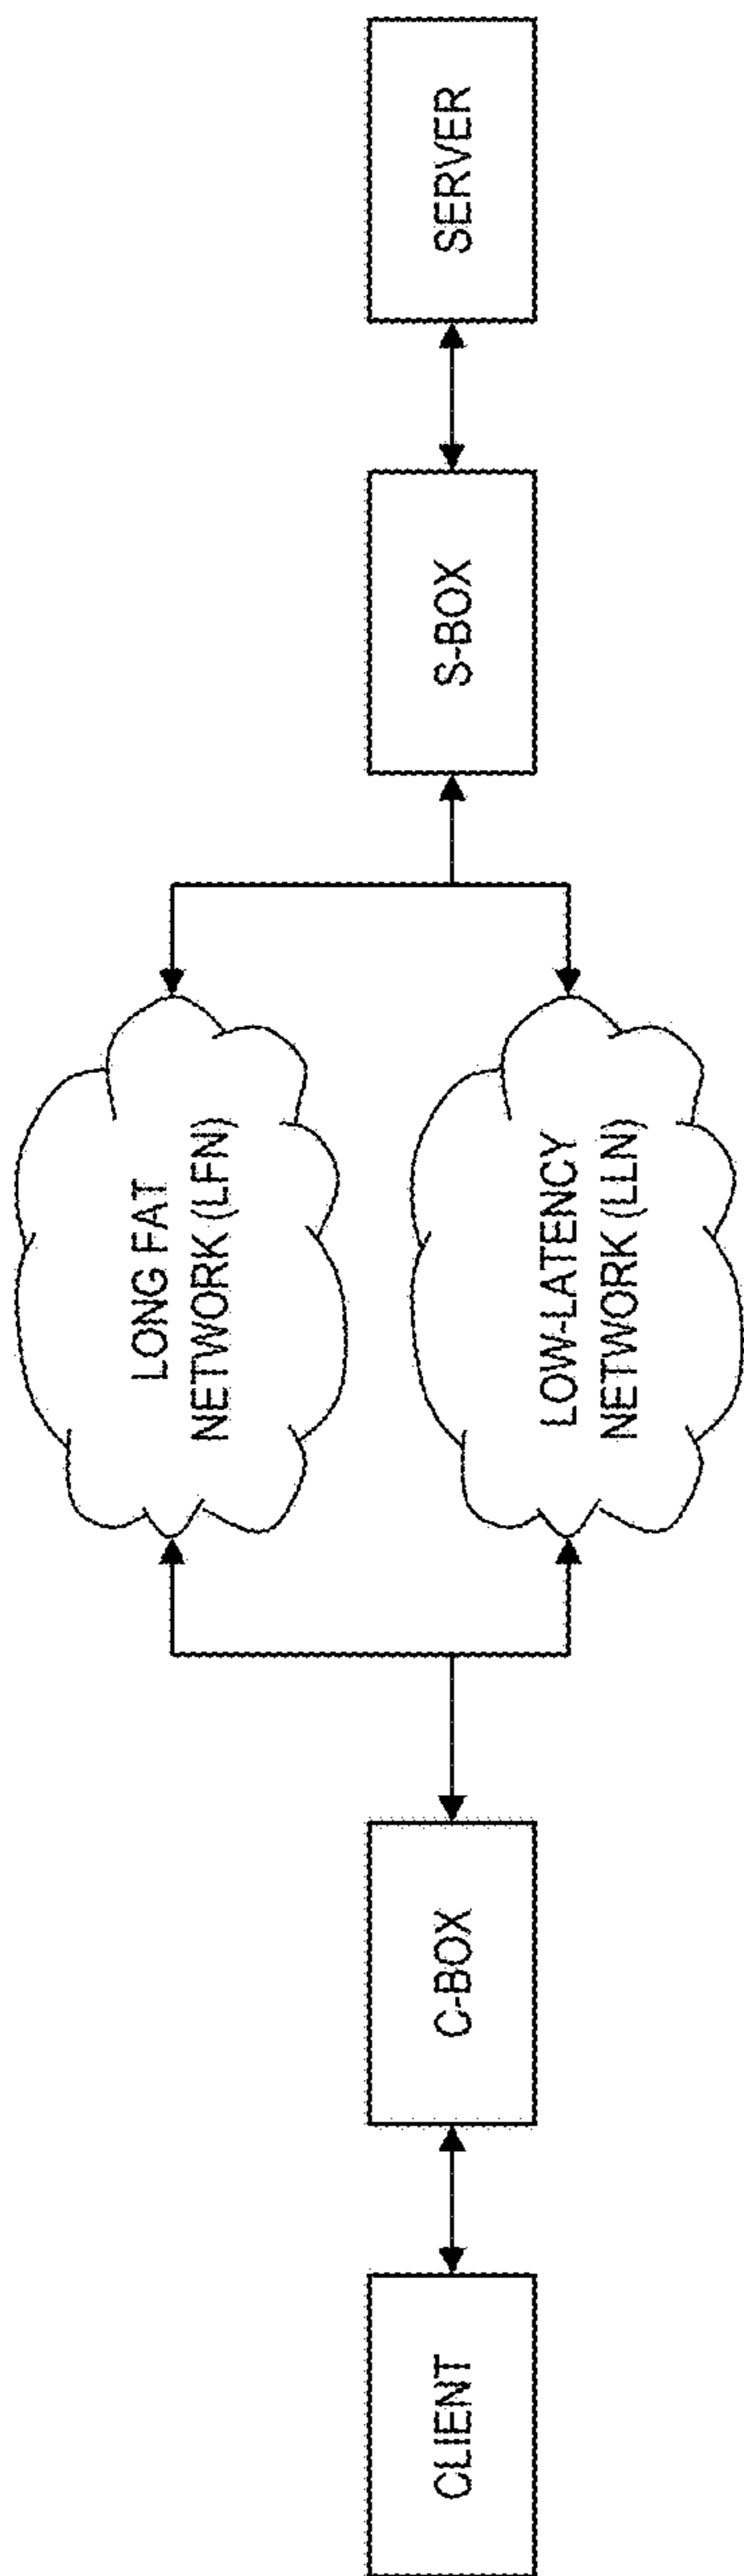 CLIENT
C-BOX
LONG FAT
NETWORK (LFN)
LOW-LATENCY
NETWORK (LLN)
S-BOX
SERVER